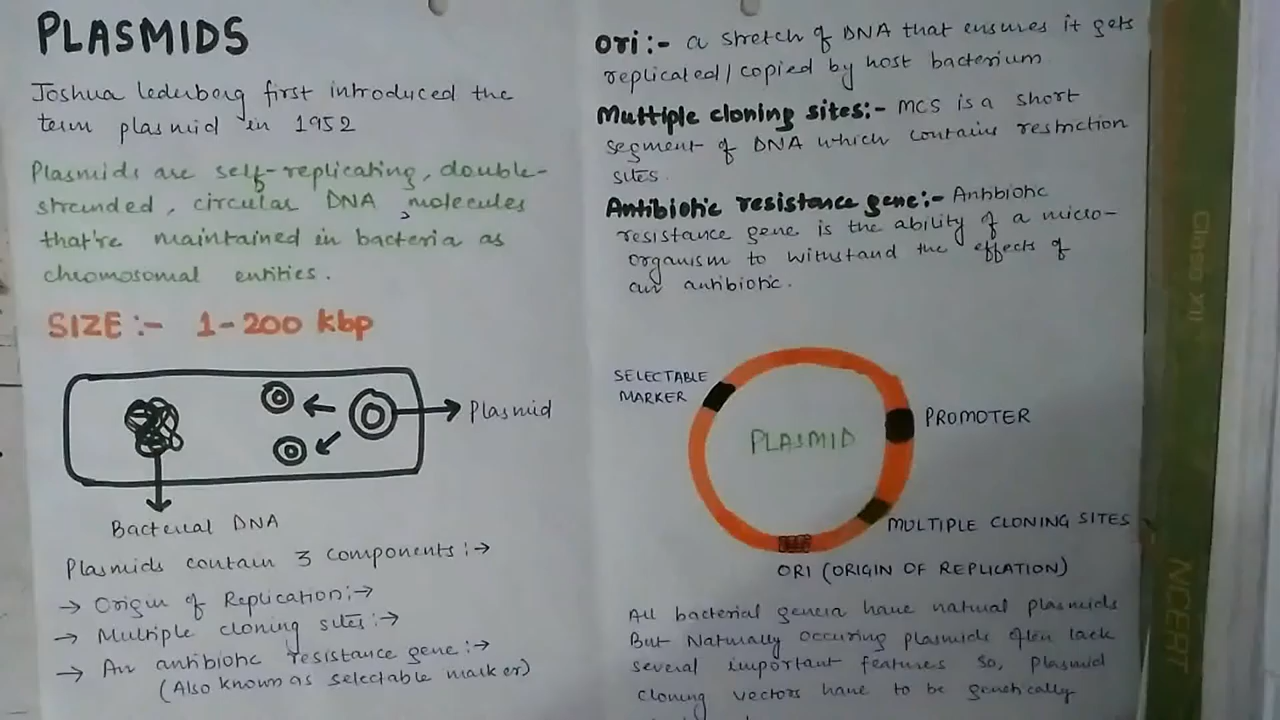 PLASMIDS
Joshua lederberg first introduced the
term plasmid in 1952
Plasmids are self-replicating, double-
stranded, circular DNA molecules
that're maintained in bacteria as
chromosomal entities.
SIZE :- 1-200 kbp
Plasmid
Bacterial DNA
Plasmids contain 3 components :→
→ Origin of Replication :→
→ Multiple cloning sites :→
→ An antibiotic resistance gene :→
(Also known as selectable marker)
Ori :- a stretch of DNA that ensures it gets
replicated/copied by host bacterium
Multiple cloning sites :- MCS is a short
segment of DNA which contains restriction
sites.
Antibiotic resistance gene :- Antibiotic
resistance gene is the ability of a micro-
organism to withstand the effects of
an antibiotic.
SELECTABLE
MARKER
PLASMID
PROMOTER
MULTIPLE CLONING SITES
ORI (ORIGIN OF REPLICATION)
All bacterial genera have natural plasmids
But Naturally occuring plasmids often lack
several important features So, plasmid
cloning vectors have to be genetically
Class XII
NCERT